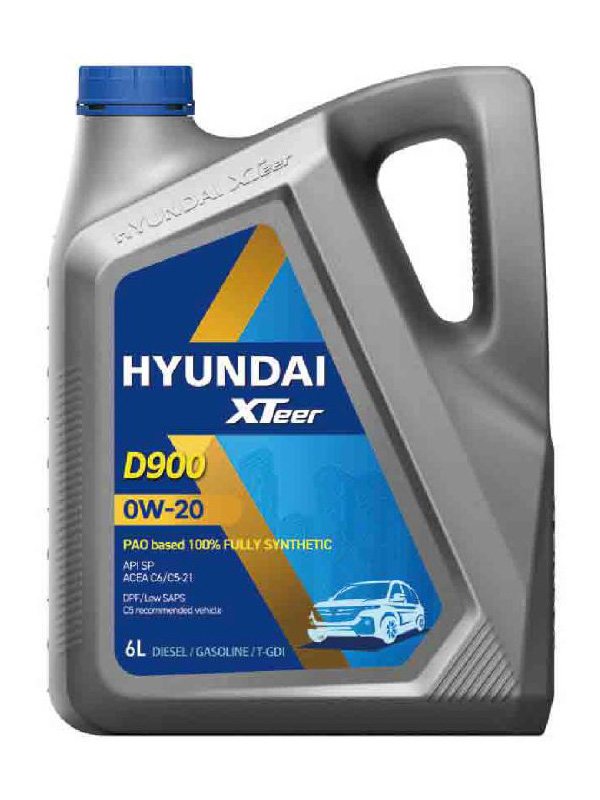 HYUNDAI XTeer
HYUNDAI
XTeer
D900
0W-20
PAO based 100% FULLY SYNTHETIC
API SP
ACEA C6/C5-21
DPF/Low SAPS
C5 recommended vehicle
6L DIESEL / GASOLINE / T-GDI